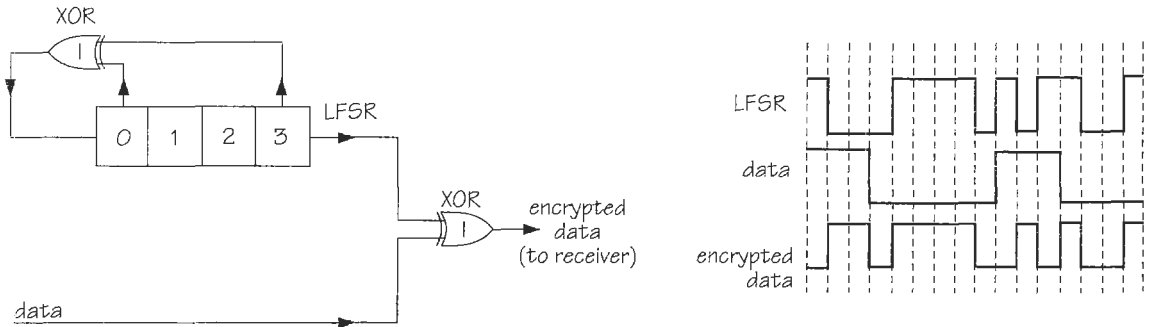 XOR
1
0 1 2 3
LFSR
XOR
1
encrypted
data
(to receiver)
data
LFSR
data
encrypted
data